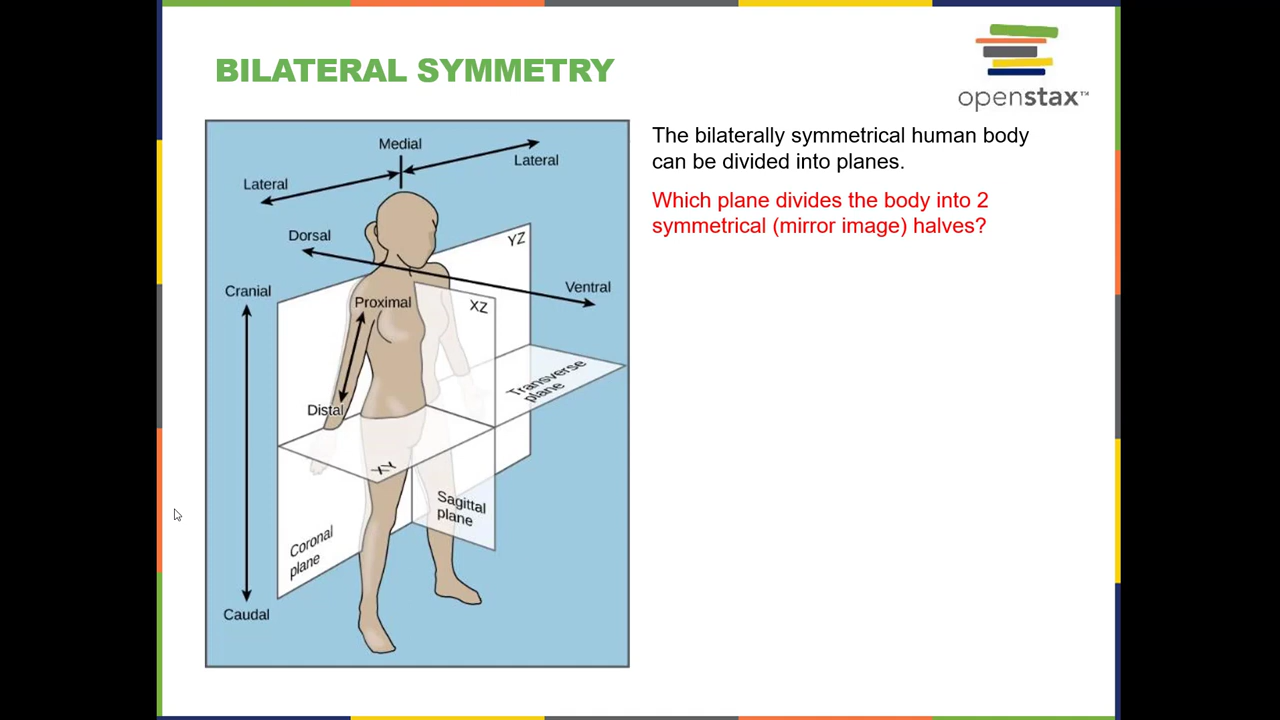 BILATERAL SYMMETRY
openstax™
The bilaterally symmetrical human body
can be divided into planes.
Which plane divides the body into 2
symmetrical (mirror image) halves?
Medial
Lateral
Lateral
Dorsal
YZ
Cranial
Ventral
Proximal
XZ
Transverse
plane
Distal
XY
Sagittal
plane
Coronal
plane
Caudal